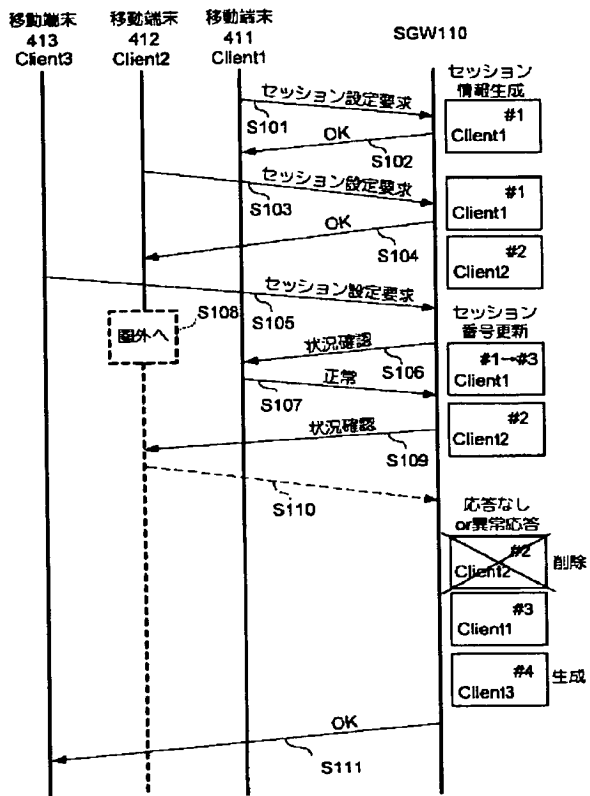 移動端末
413
Client3
移動端末
412
Client2
移動端末
411
Client1
SGW110
セッション
情報生成
セッション設定要求
S101
#1
Client1
OK
S102
セッション設定要求
S103
#1
Client1
OK
S104
#2
Client2
セッション設定要求
S105
S108
圏外へ
セッション
番号更新
状況確認
S106
#1→#3
Client1
正常
S107
状況確認
S109
#2
Client2
S110
応答なし
or異常応答
#2
Client2
削除
#3
Client1
#4
Client3
生成
OK
S111